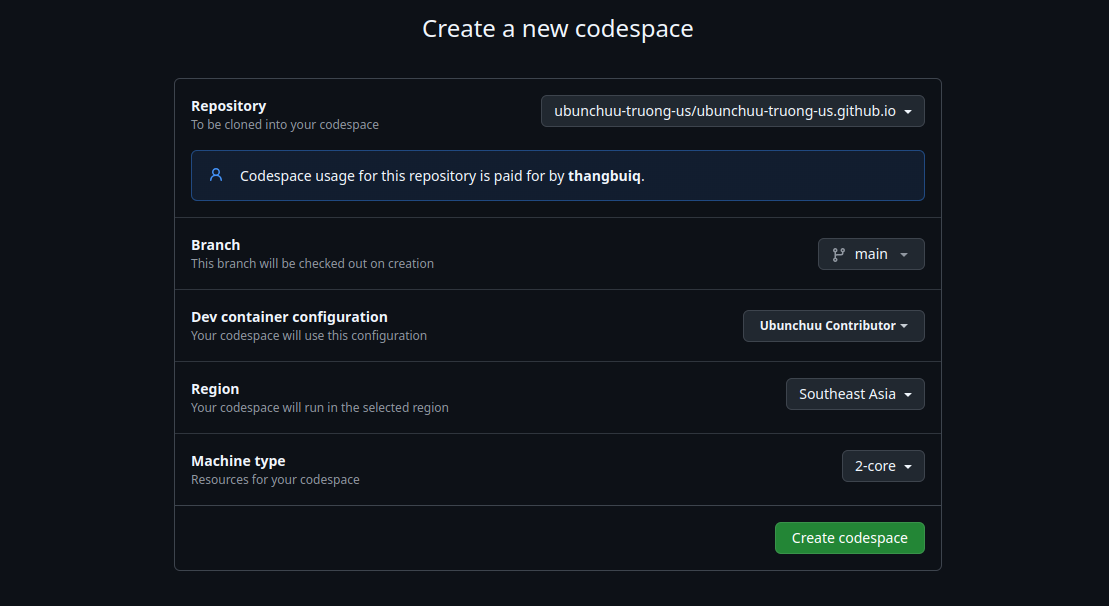 Create a new codespace
Repository
To be cloned into your codespace
ubunchuu-truong-us/ubunchuu-truong-us.github.io
Codespace usage for this repository is paid for by thangbuiq.
Branch
This branch will be checked out on creation
main
Dev container configuration
Your codespace will use this configuration
Ubunchuu Contributor
Region
Your codespace will run in the selected region
Southeast Asia
Machine type
Resources for your codespace
2-core
Create codespace